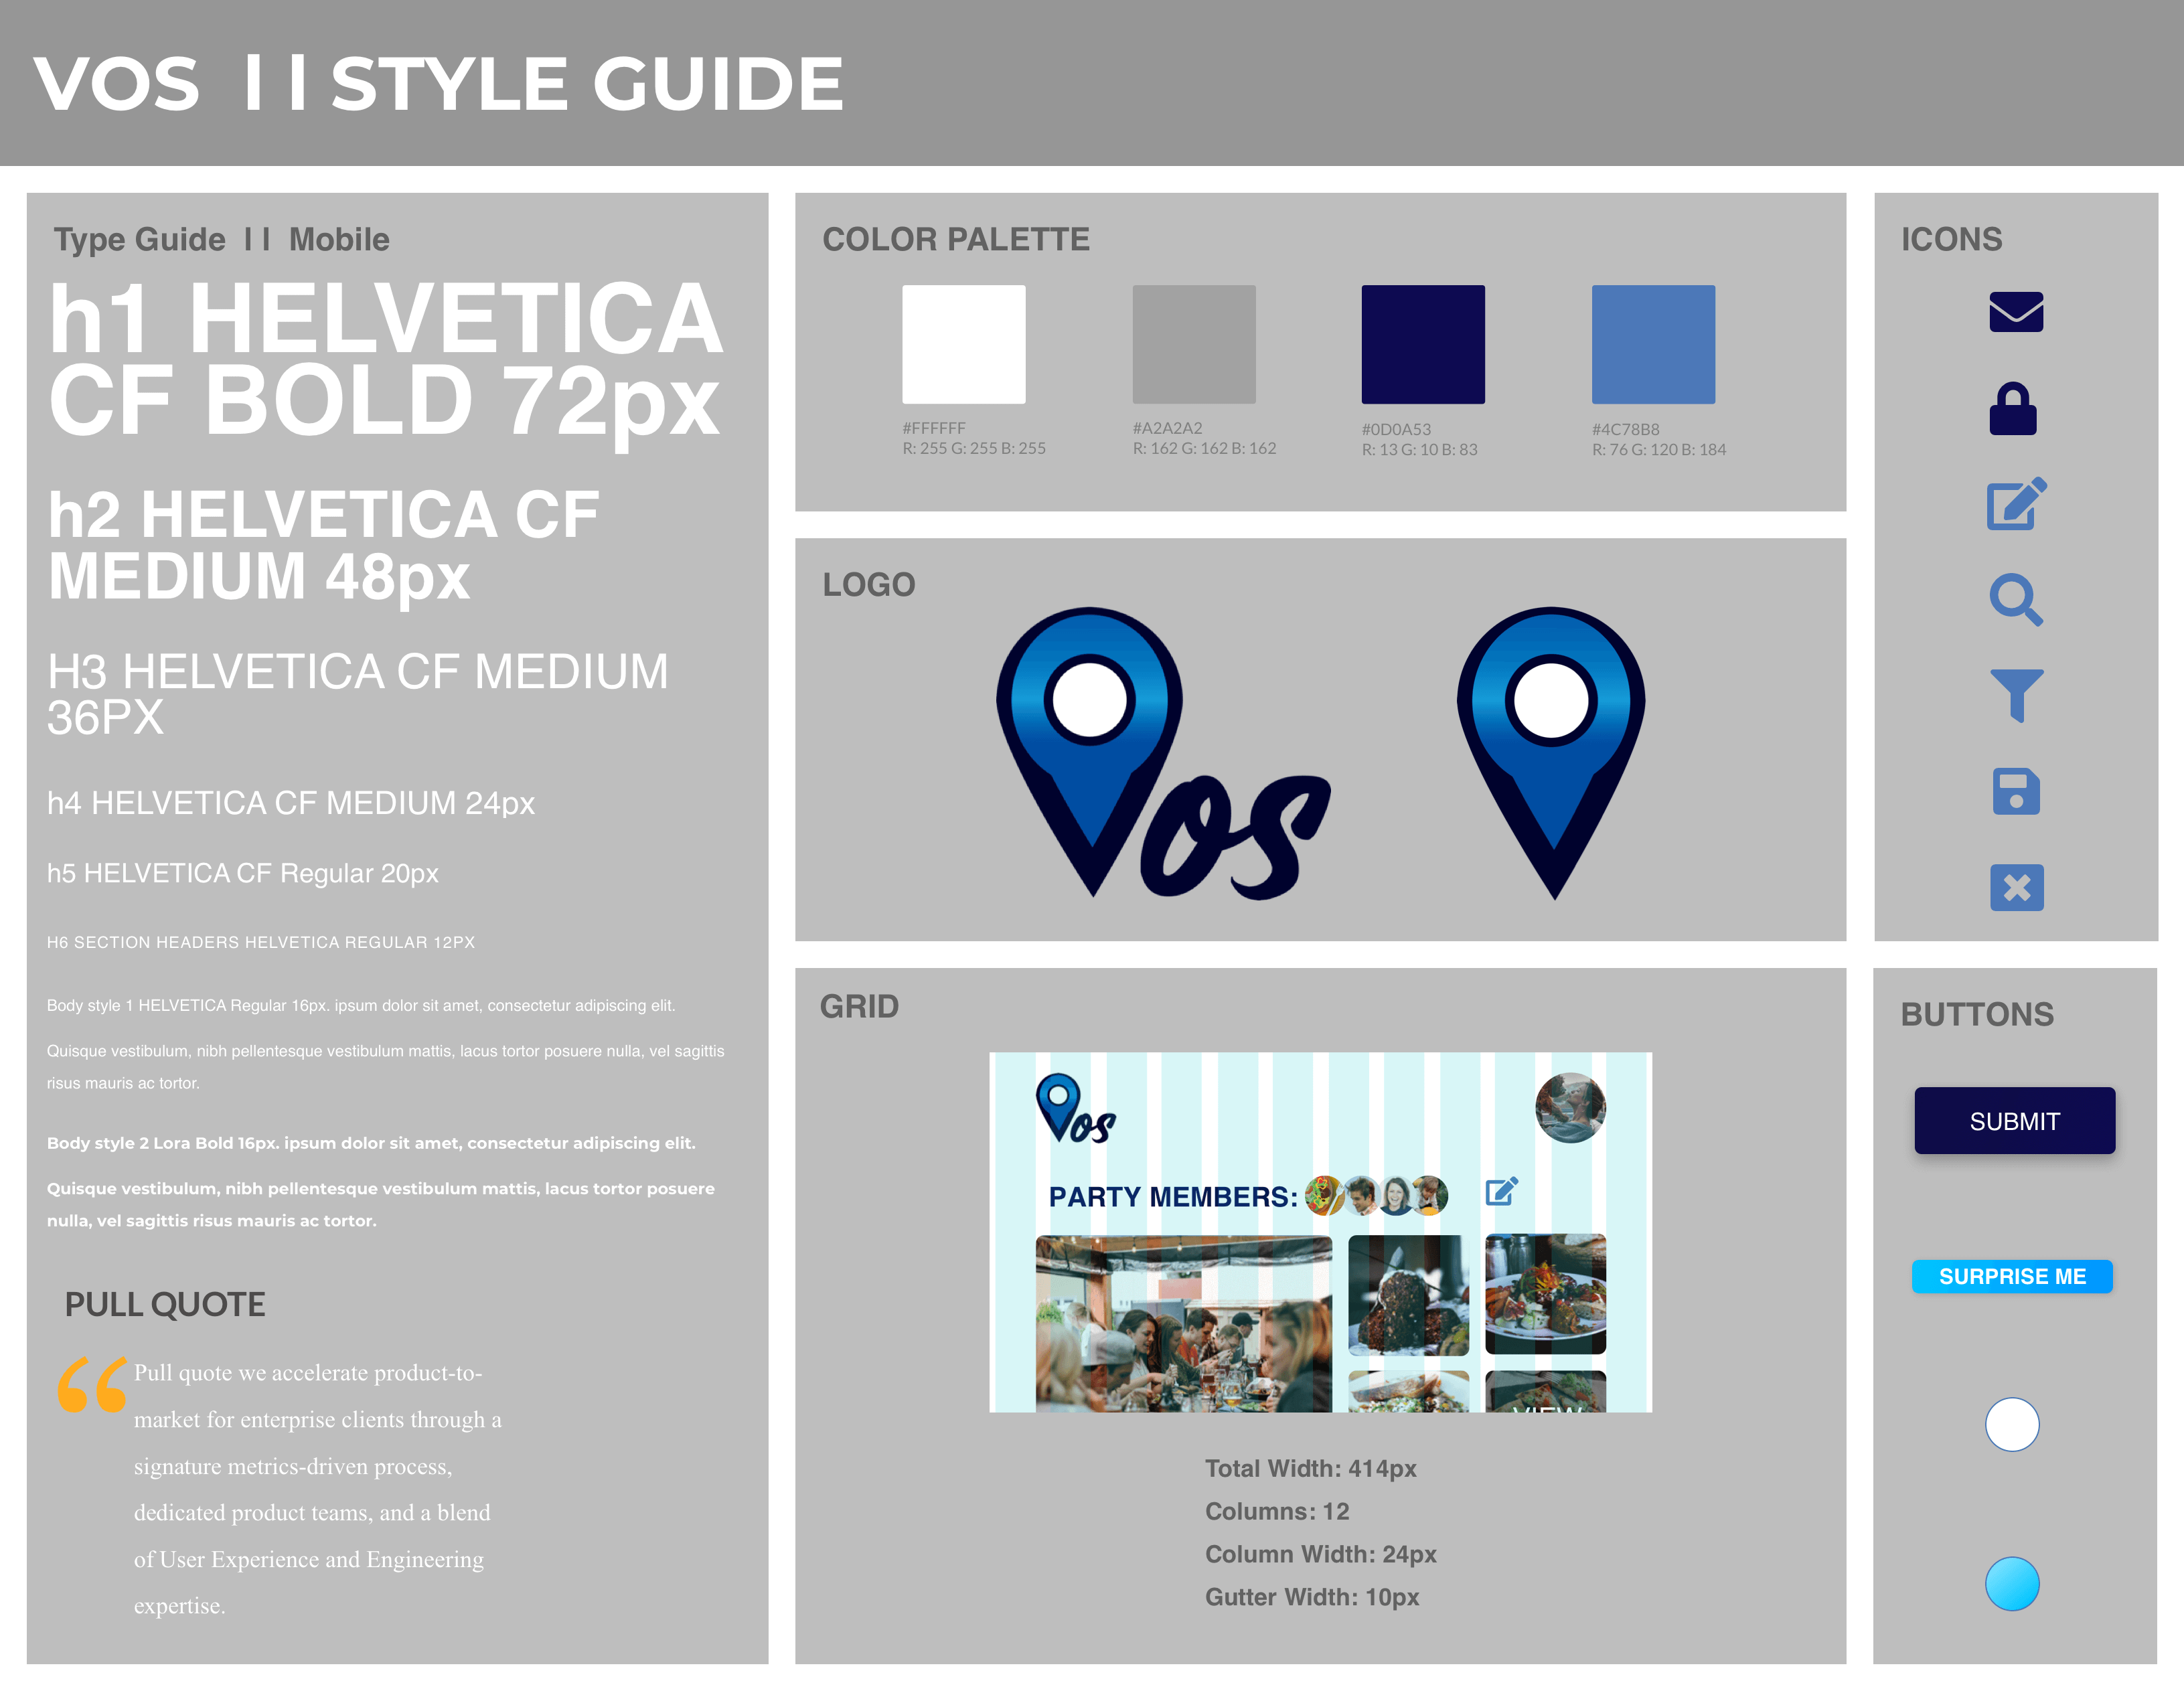 VOS || STYLE GUIDE
Type Guide || Mobile
h1 HELVETICA
CF BOLD 72px
h2 HELVETICA CF
MEDIUM 48px
H3 HELVETICA CF MEDIUM
36PX
h4 HELVETICA CF MEDIUM 24px
h5 HELVETICA CF Regular 20px
H6 SECTION HEADERS HELVETICA REGULAR 12PX
Body style 1 HELVETICA Regular 16px. ipsum dolor sit amet, consectetur adipiscing elit.
Quisque vestibulum, nibh pellentesque vestibulum mattis, lacus tortor posuere nulla, vel sagittis
risus mauris ac tortor.
Body style 2 Lora Bold 16px. ipsum dolor sit amet, consectetur adipiscing elit.
Quisque vestibulum, nibh pellentesque vestibulum mattis, lacus tortor posuere
nulla, vel sagittis risus mauris ac tortor.
PULL QUOTE
“ Pull quote we accelerate product-to-
market for enterprise clients through a
signature metrics-driven process,
dedicated product teams, and a blend
of User Experience and Engineering
expertise.
COLOR PALETTE
#FFFFFF
R: 255 G: 255 B: 255
#A2A2A2
R: 162 G: 162 B: 162
#0D0A53
R: 13 G: 10 B: 83
#4C78B8
R: 76 G: 120 B: 184
LOGO
Vos
GRID
Vos
PARTY MEMBERS:
VIEW
Total Width: 414px
Columns: 12
Column Width: 24px
Gutter Width: 10px
ICONS
BUTTONS
SUBMIT
SURPRISE ME